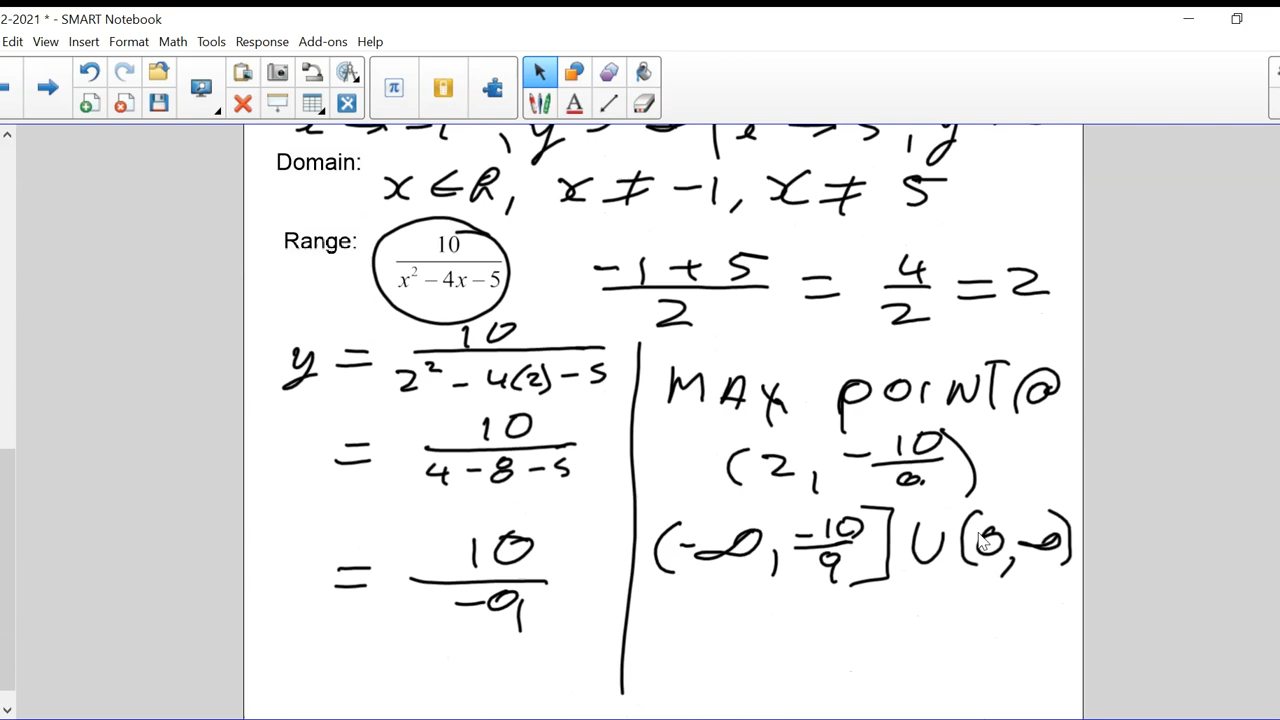 2-2021 * - SMART Notebook
Edit View Insert Format Math Tools Response Add-ons Help
Domain: x ∈ R, x ≠ -1, x ≠ 5
Range: 10 / (x² - 4x - 5)
(-1 + 5) / 2 = 4/2 = 2
y = 10 / (2² - 4(2) - 5)
= 10 / (4 - 8 - 5)
= 10 / -9
MAX POINT @
(2, -10/
(-∞, -10/9] ∪ (0, ∞)